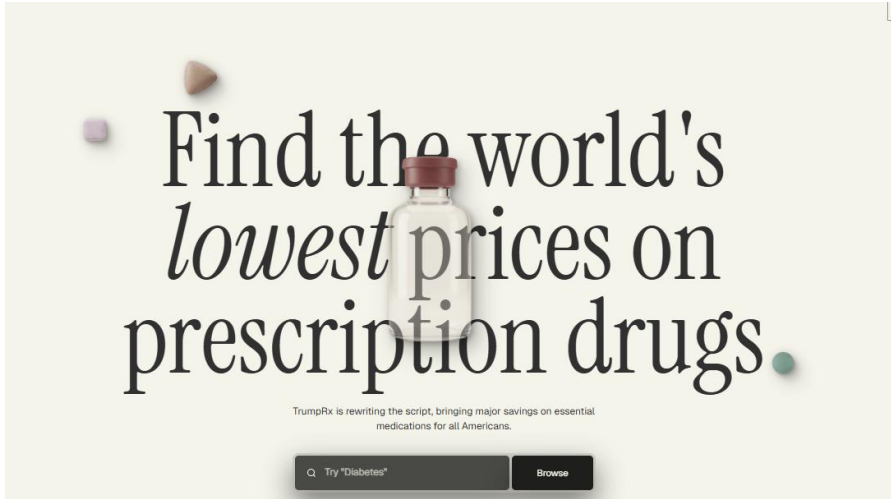 Find the world's
lowest prices on
prescription drugs
TrumpRx is rewriting the script, bringing major savings on essential
medications for all Americans.
Try "Diabetes"
Browse